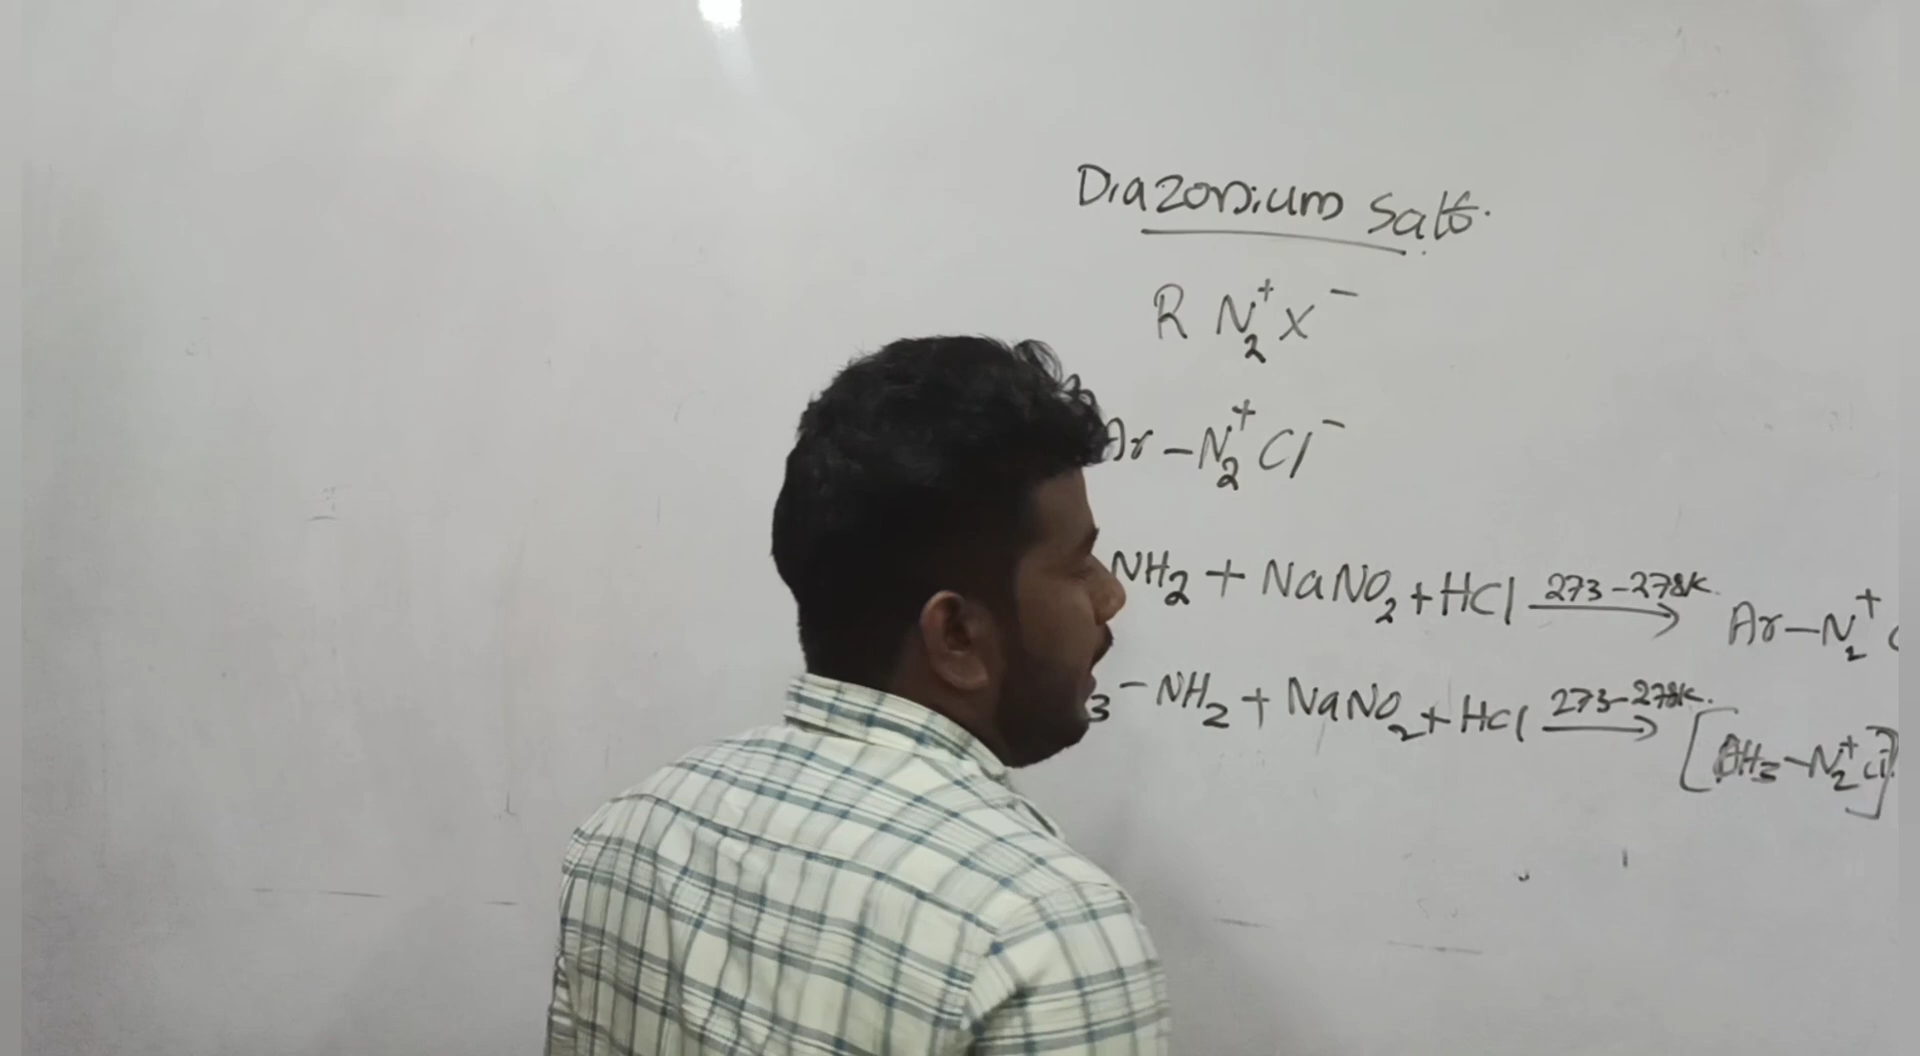 Diazonium Salts.
R N₂⁺ X⁻
Ar - N₂⁺ Cl⁻
NH₂ + NaNO₂ + HCl 273-278K. → Ar - N₂⁺
3 - NH₂ + NaNO₂ + HCl 273-278K. → [CH₃ - N₂⁺ Cl]